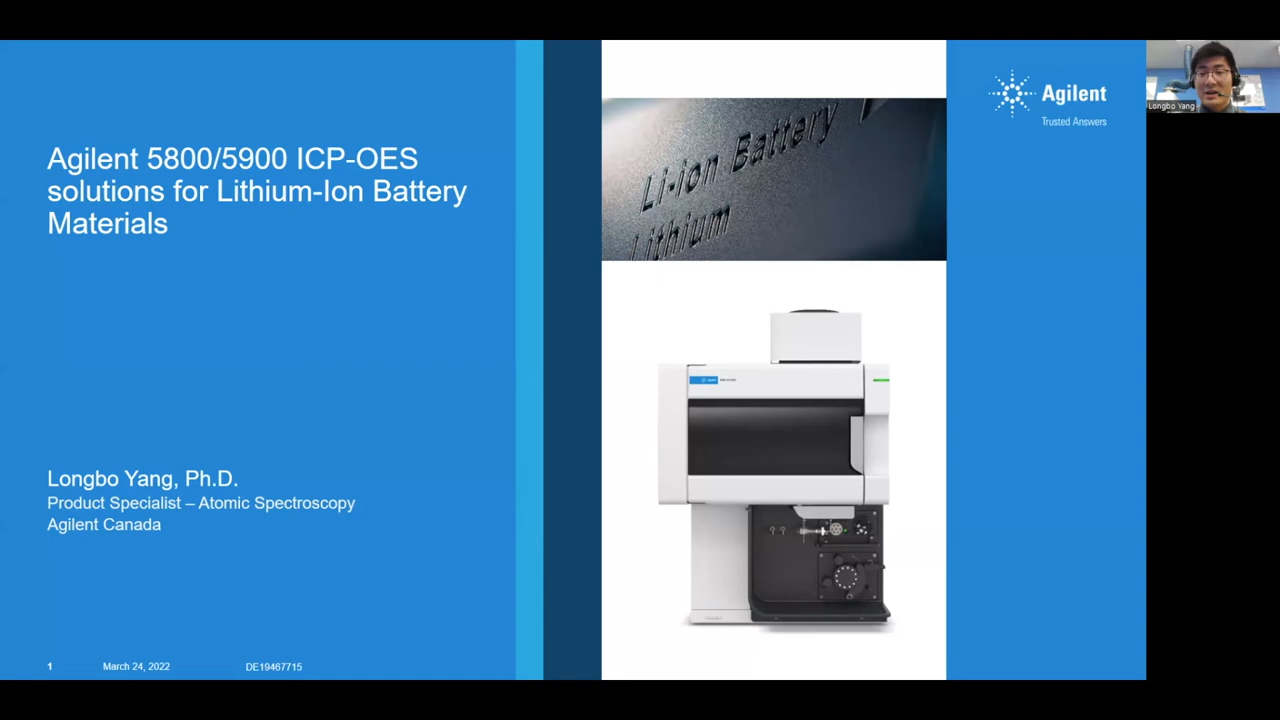 Agilent 5800/5900 ICP-OES
solutions for Lithium-Ion Battery
Materials
Longbo Yang, Ph.D.
Product Specialist – Atomic Spectroscopy
Agilent Canada
1
March 24, 2022
DE19467715
Li-ion Battery
Lithium
Agilent
Trusted Answers
Longbo Yang